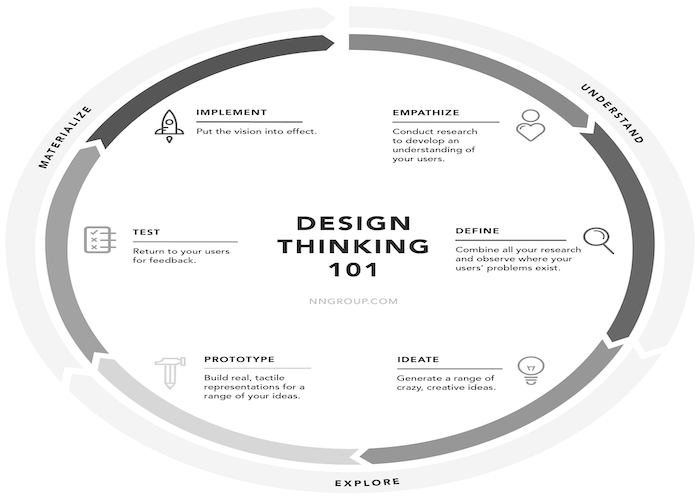 MATERIALIZE
UNDERSTAND
IMPLEMENT
Put the vision into effect.
EMPATHIZE
Conduct research
to develop an
understanding of
your users.
TEST
Return to your users
for feedback.
DESIGN
THINKING
101
NNGROUP.COM
DEFINE
Combine all your research
and observe where your
users' problems exist.
PROTOTYPE
Build real, tactile
representations for a
range of your ideas.
IDEATE
Generate a range of
crazy, creative ideas.
EXPLORE